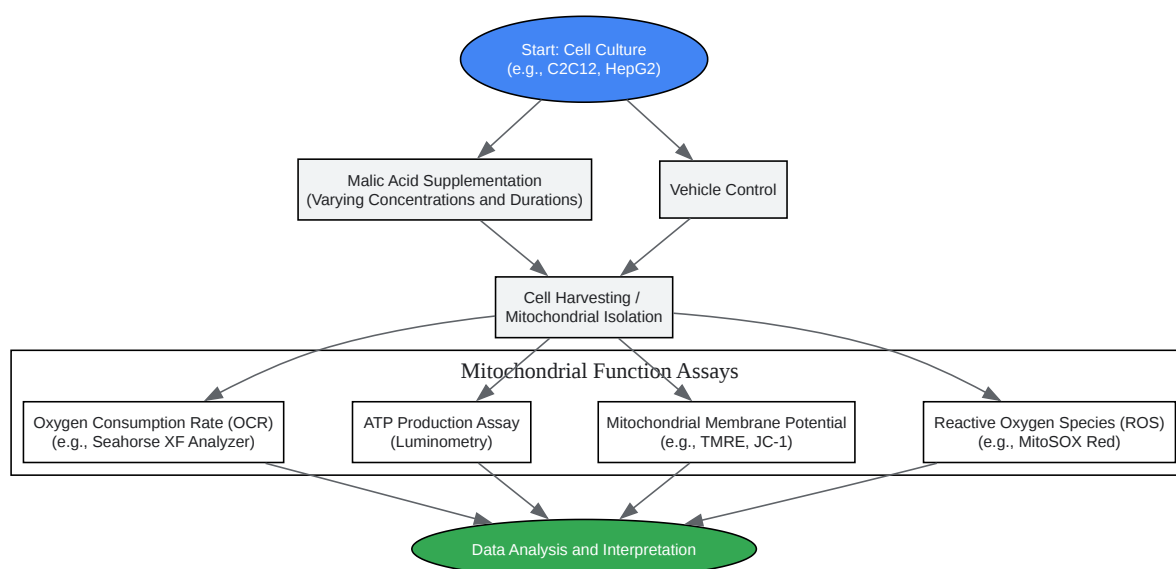 Start: Cell Culture
(e.g., C2C12, HepG2)
Malic Acid Supplementation
(Varying Concentrations and Durations)
Vehicle Control
Cell Harvesting /
Mitochondrial Isolation
Mitochondrial Function Assays
Oxygen Consumption Rate (OCR)
(e.g., Seahorse XF Analyzer)
ATP Production Assay
(Luminometry)
Mitochondrial Membrane Potential
(e.g., TMRE, JC-1)
Reactive Oxygen Species (ROS)
(e.g., MitoSOX Red)
Data Analysis and Interpretation